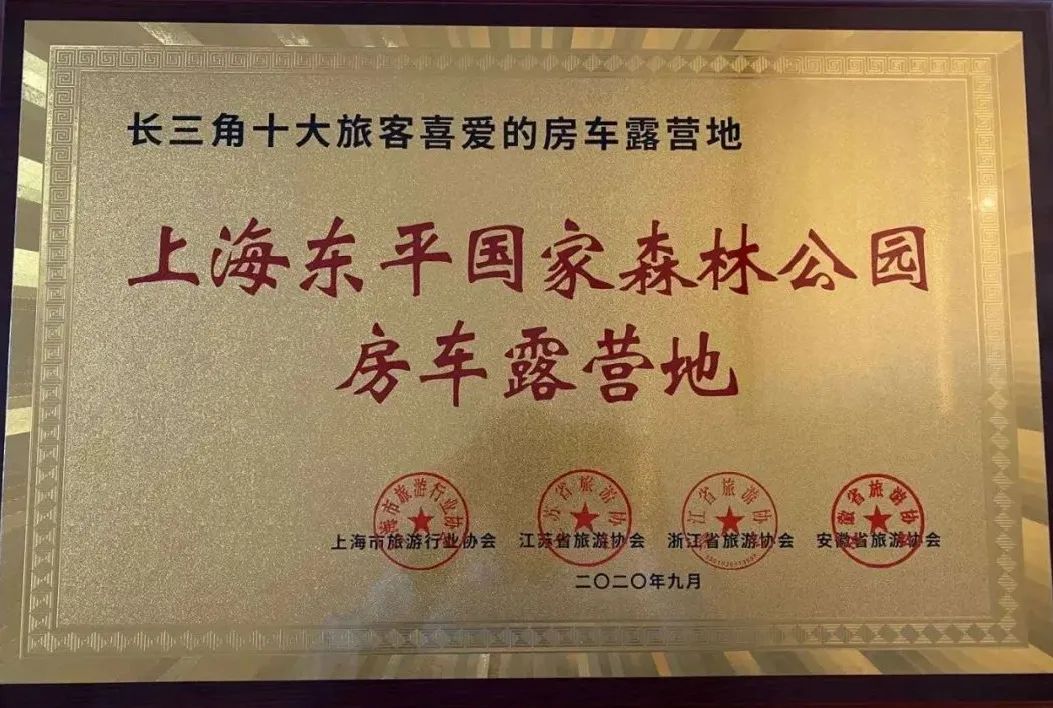 长三角十大旅客喜爱的房车露营地
上海东平国家森林公园
房车露营地
上海市旅游行业协会 江苏省旅游协会 浙江省旅游协会 安徽省旅游协会
二〇二〇年九月